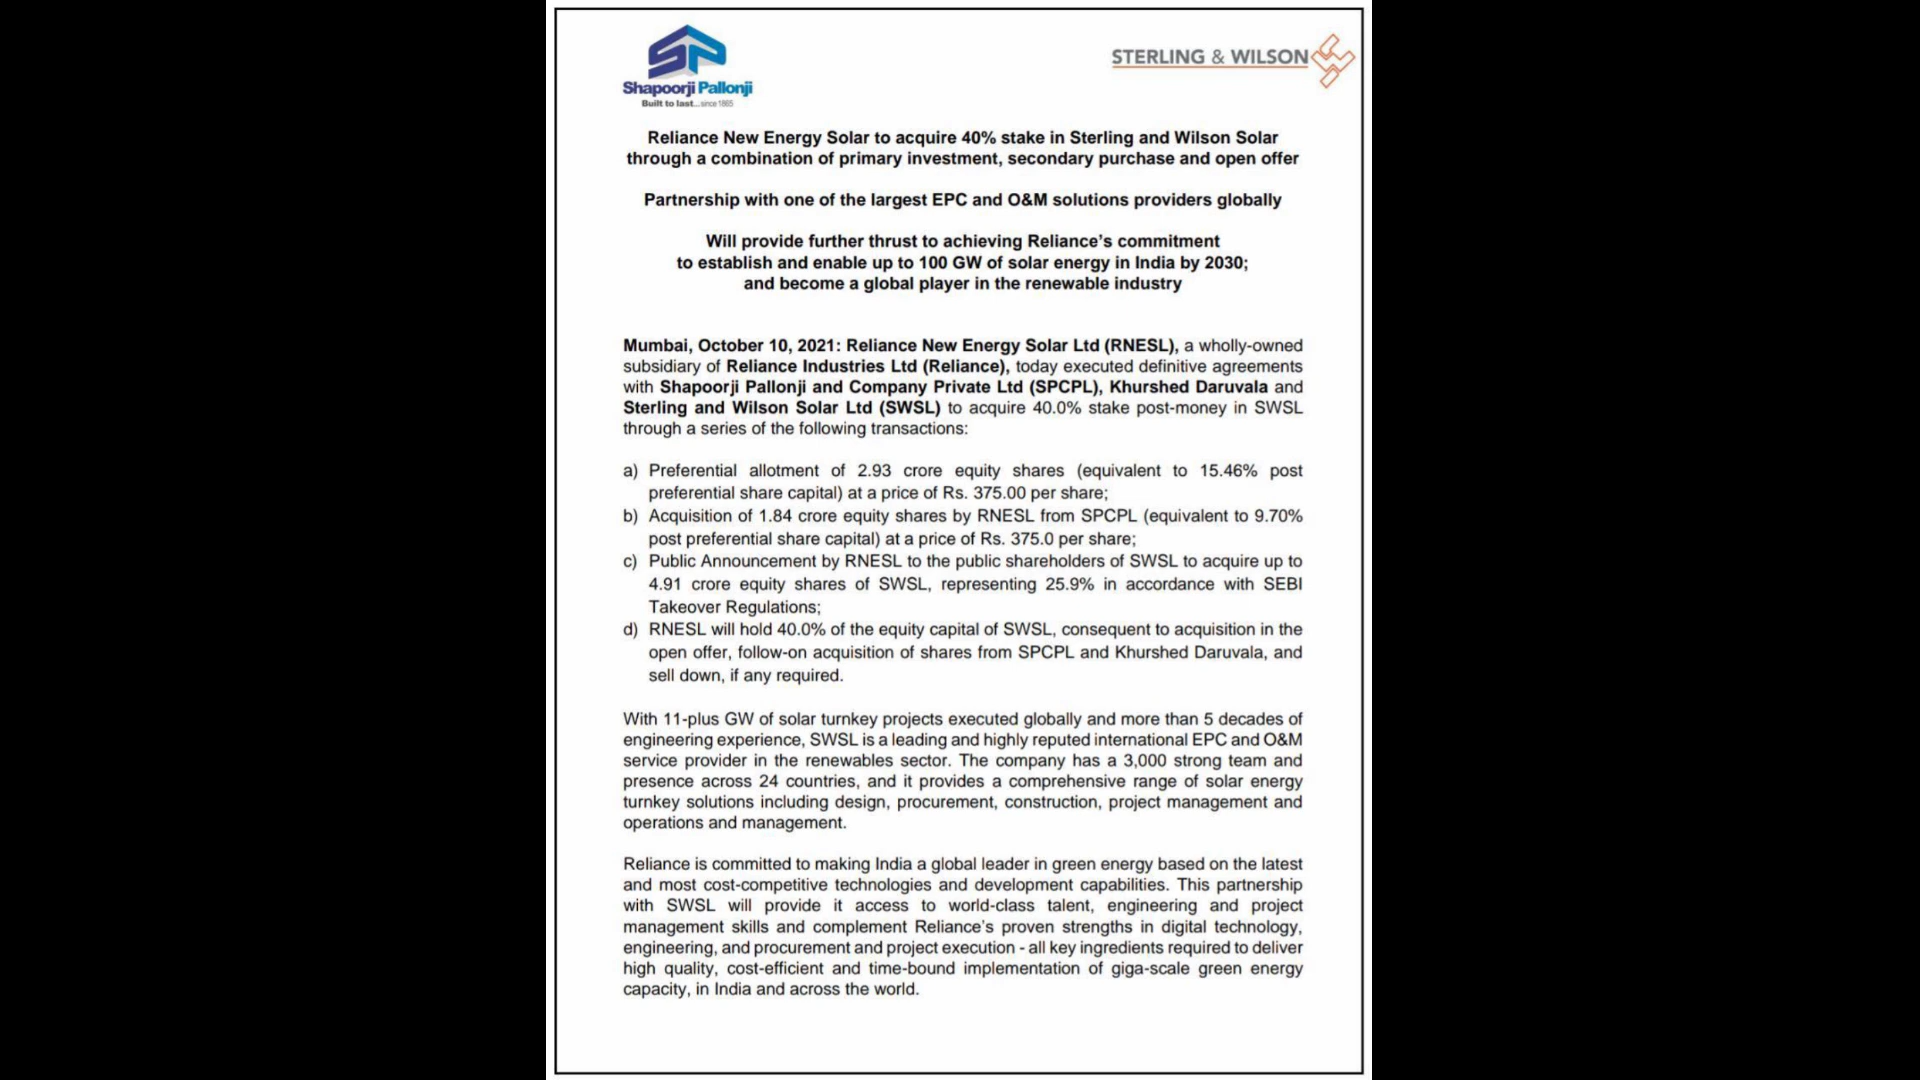 Shapoorji Pallonji
Built to last...since 1865
STERLING & WILSON
Reliance New Energy Solar to acquire 40% stake in Sterling and Wilson Solar
through a combination of primary investment, secondary purchase and open offer
Partnership with one of the largest EPC and O&M solutions providers globally
Will provide further thrust to achieving Reliance’s commitment
to establish and enable up to 100 GW of solar energy in India by 2030;
and become a global player in the renewable industry
Mumbai, October 10, 2021: Reliance New Energy Solar Ltd (RNESL), a wholly-owned
subsidiary of Reliance Industries Ltd (Reliance), today executed definitive agreements
with Shapoorji Pallonji and Company Private Ltd (SPCPL), Khurshed Daruvala and
Sterling and Wilson Solar Ltd (SWSL) to acquire 40.0% stake post-money in SWSL
through a series of the following transactions:
a) Preferential allotment of 2.93 crore equity shares (equivalent to 15.46% post
preferential share capital) at a price of Rs. 375.00 per share;
b) Acquisition of 1.84 crore equity shares by RNESL from SPCPL (equivalent to 9.70%
post preferential share capital) at a price of Rs. 375.0 per share;
c) Public Announcement by RNESL to the public shareholders of SWSL to acquire up to
4.91 crore equity shares of SWSL, representing 25.9% in accordance with SEBI
Takeover Regulations;
d) RNESL will hold 40.0% of the equity capital of SWSL, consequent to acquisition in the
open offer, follow-on acquisition of shares from SPCPL and Khurshed Daruvala, and
sell down, if any required.
With 11-plus GW of solar turnkey projects executed globally and more than 5 decades of
engineering experience, SWSL is a leading and highly reputed international EPC and O&M
service provider in the renewables sector. The company has a 3,000 strong team and
presence across 24 countries, and it provides a comprehensive range of solar energy
turnkey solutions including design, procurement, construction, project management and
operations and management.
Reliance is committed to making India a global leader in green energy based on the latest
and most cost-competitive technologies and development capabilities. This partnership
with SWSL will provide it access to world-class talent, engineering and project
management skills and complement Reliance’s proven strengths in digital technology,
engineering, and procurement and project execution - all key ingredients required to deliver
high quality, cost-efficient and time-bound implementation of giga-scale green energy
capacity, in India and across the world.